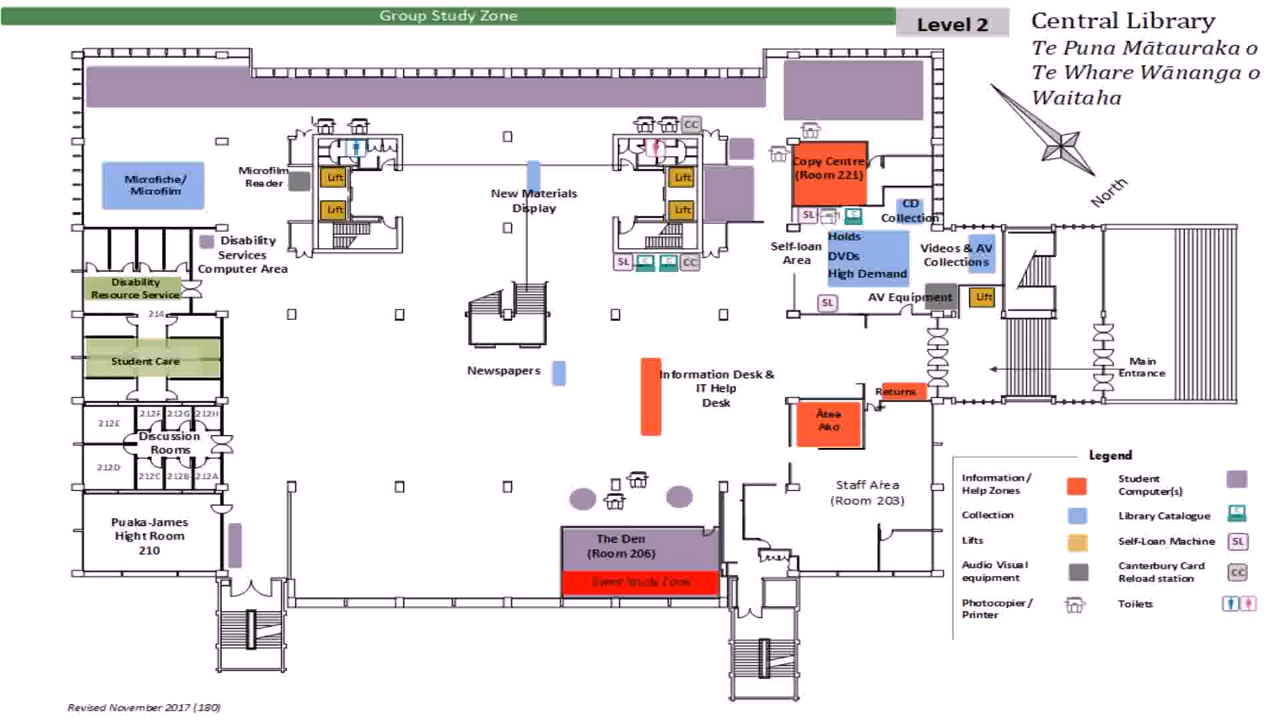 Group Study Zone
Level 2
Central Library
Te Puna Mātauraka o
Te Whare Wānanga o
Waitaha
North
CC
Copy Centre
(Room 221)
Microfiche/
Microfilm
Microfilm
Reader
Lift
Lift
Lift
Lift
New Materials
Display
SL
C
CD
Collection
Disability
Services
Computer Area
Self-loan
Area
Holds
DVDs
High Demand
Videos & AV
Collections
SL
C
C
CC
Disability
Resource Service
214
SL
AV Equipment
Lift
Student Care
Newspapers
Information Desk &
IT Help
Desk
Main
Entrance
Returns
Ātea
Ako
212E
212F
212G
212H
Discussion
Rooms
212D
212C
212B
212A
Staff Area
(Room 203)
Puaka-James
Hight Room
210
The Den
(Room 206)
Study Zone
Legend
Information /
Help Zones
Student
Computer(s)
Collection
Library Catalogue
C
Lifts
Self-Loan Machine
SL
Audio Visual
equipment
Canterbury Card
Reload station
CC
Photocopier /
Printer
Toilets
Revised November 2017 (180)